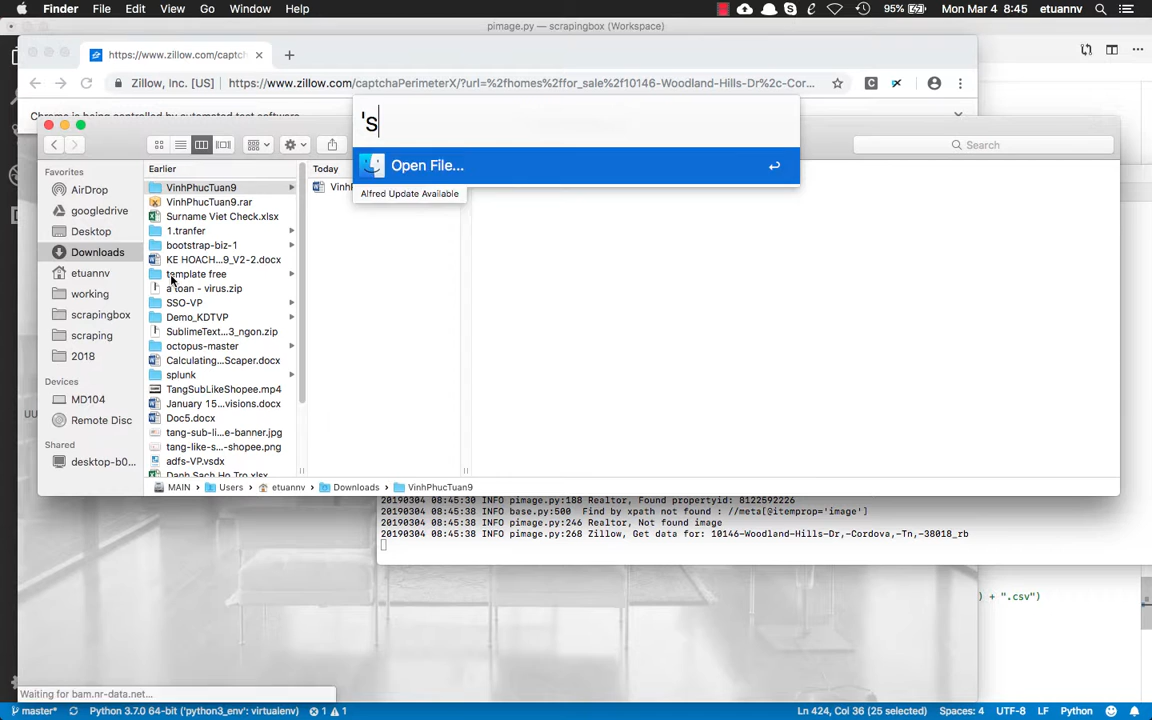 Finder File Edit View Go Window Help 95% Mon Mar 4 8:45 etuannv
pimage.py — scrapingbox (Workspace)
https://www.zillow.com/captch
Zillow, Inc. [US] https://www.zillow.com/captchaPerimeterX/?url=%2fhomes%2ffor_sale%2f10146-Woodland-Hills-Dr%2c-Cor...
Chrome is being controlled by automated test software.
'S
Open File...
Alfred Update Available
Search
Favorites
AirDrop
googledrive
Desktop
Downloads
etuannv
working
scrapingbox
scraping
2018
Devices
MD104
Remote Disc
Shared
desktop-b0...
Earlier
VinhPhucTuan9
VinhPhucTuan9.rar
Surname Viet Check.xlsx
1.tranfer
bootstrap-biz-1
KE HOACH...9_V2-2.docx
template free
a toan - virus.zip
SSO-VP
Demo_KDTVP
SublimeText...3_ngon.zip
octopus-master
Calculating...Scaper.docx
splunk
TangSubLikeShopee.mp4
January 15...visions.docx
Doc5.docx
tang-sub-li...e-banner.jpg
tang-like-s...-shopee.png
adfs-VP.vsdx
Danh Sach Ho Tro.xlsx
Today
VinhP
MAIN Users etuannv Downloads VinhPhucTuan9
20190304 08:45:30 INFO pimage.py:188 Realtor, Found propertyid: 8122592226
20190304 08:45:38 INFO base.py:500 Find by xpath not found : //meta[@itemprop='image']
20190304 08:45:38 INFO pimage.py:246 Realtor, Not found image
20190304 08:45:38 INFO pimage.py:268 Zillow, Get data for: 10146-Woodland-Hills-Dr,-Cordova,-Tn,-38018_rb
) + ".csv")
Waiting for bam.nr-data.net...
master* Python 3.7.0 64-bit ('python3_env': virtualenv) 1 1 Ln 424, Col 36 (25 selected) Spaces: 4 UTF-8 LF Python